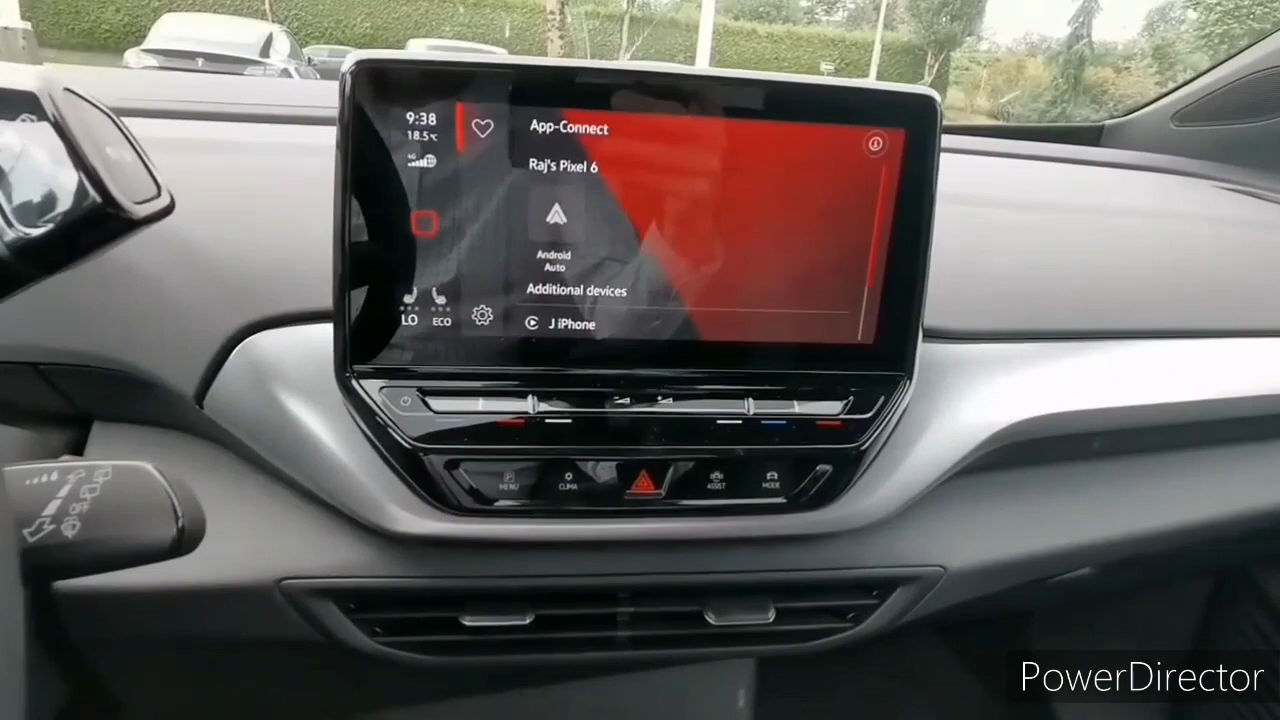 9:38
18.5°C
4G
App-Connect
Raj's Pixel 6
Android
Auto
Additional devices
J iPhone
LO
ECO
MENU
CLIMA
ASSIST
MODE
PowerDirector